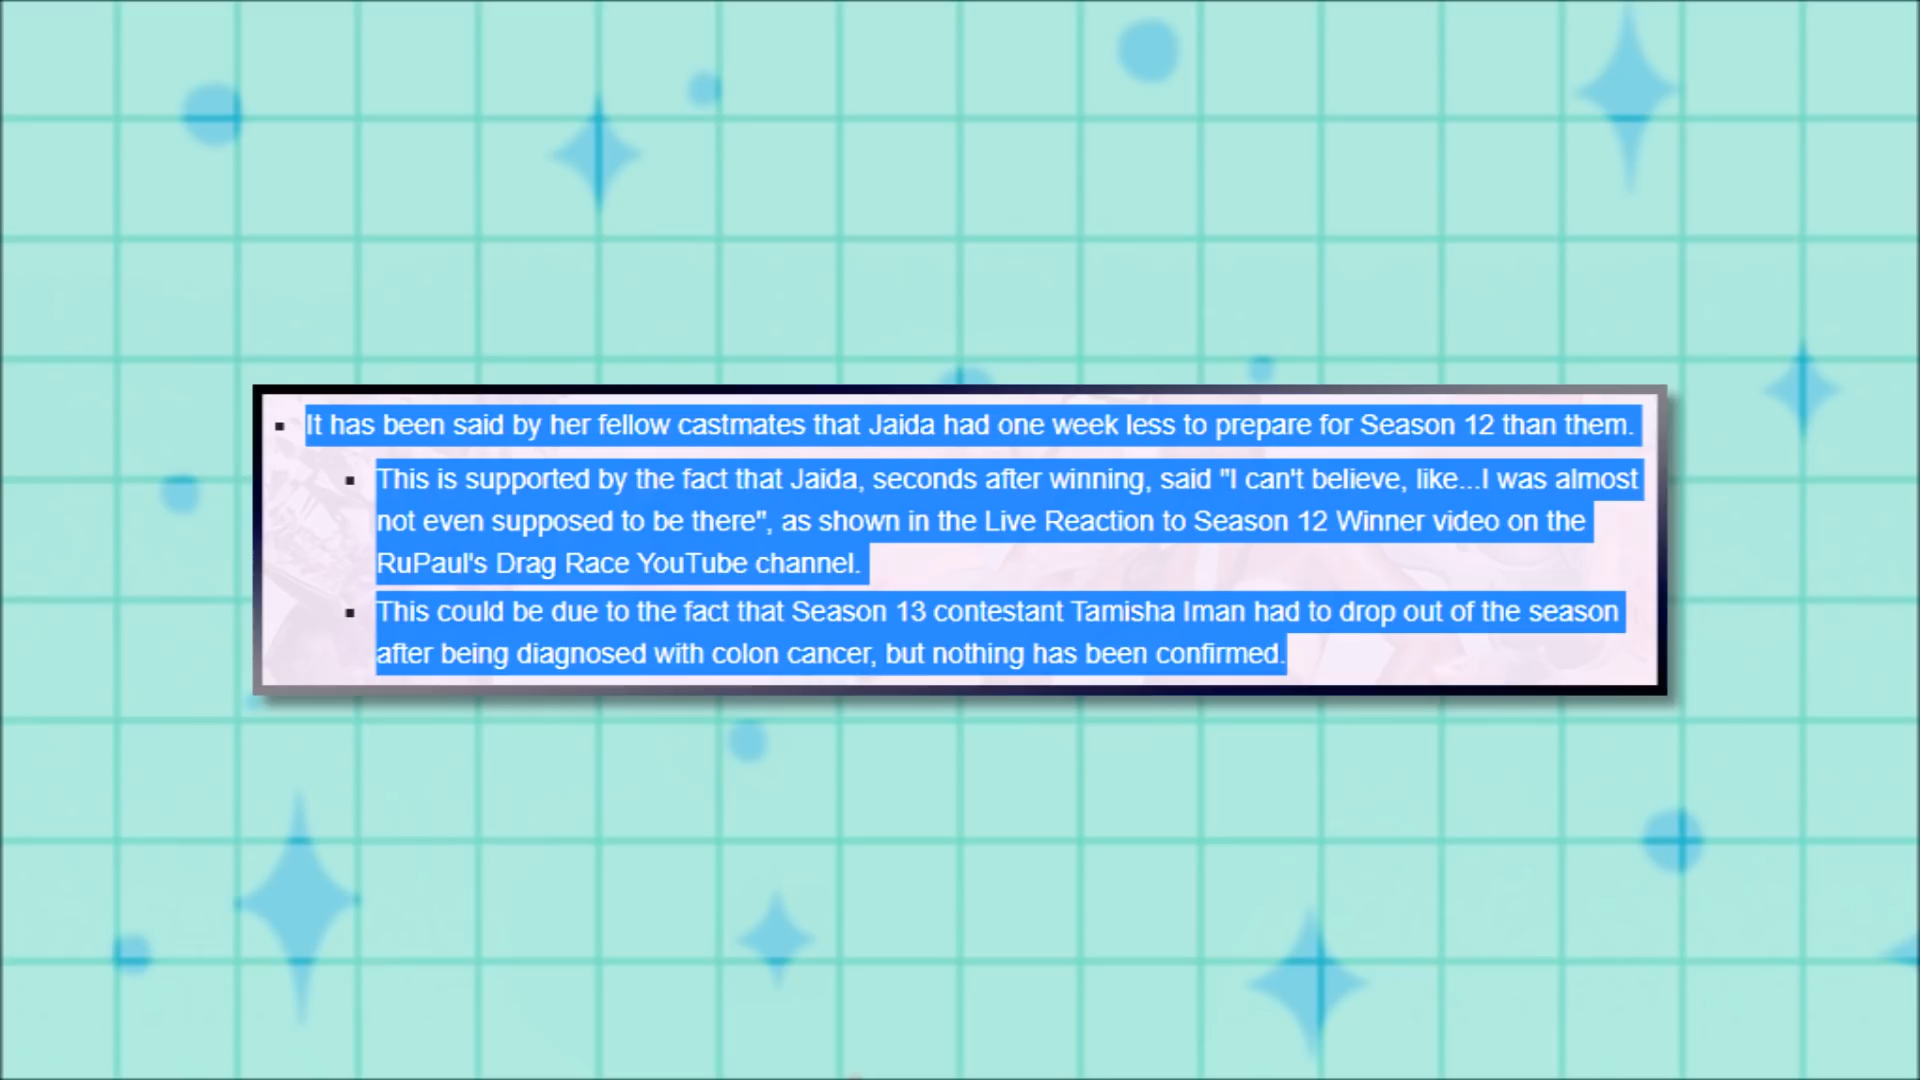 It has been said by her fellow castmates that Jaida had one week less to prepare for Season 12 than them.
This is supported by the fact that Jaida, seconds after winning, said "I can't believe, like...I was almost
not even supposed to be there", as shown in the Live Reaction to Season 12 Winner video on the
RuPaul's Drag Race YouTube channel.
This could be due to the fact that Season 13 contestant Tamisha Iman had to drop out of the season
after being diagnosed with colon cancer, but nothing has been confirmed.